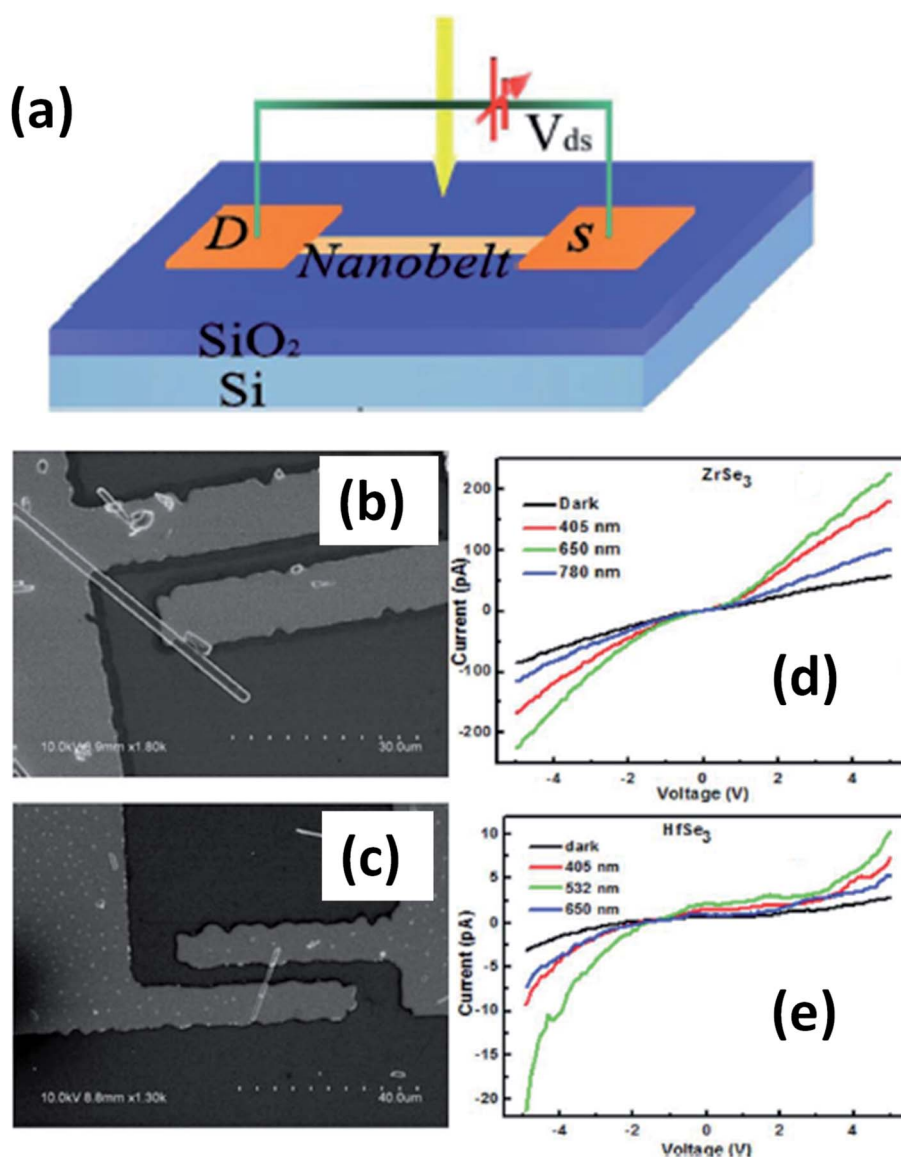 (a)
Vds
D
S
Nanobelt
SiO₂
Si
(b)
30.0um
(c)
10.0kV 8.8mm x1.30k
40.0um
ZrSe₃
Dark
405 nm
650 nm
780 nm
200
100
0
-100
-200
Current (pA)
-4
-2
0
2
4
Voltage (V)
(d)
HfSe₃
dark
405 nm
532 nm
650 nm
10
5
0
-5
-10
-15
-20
Current (pA)
-4
-2
0
2
4
Voltage (V)
(e)